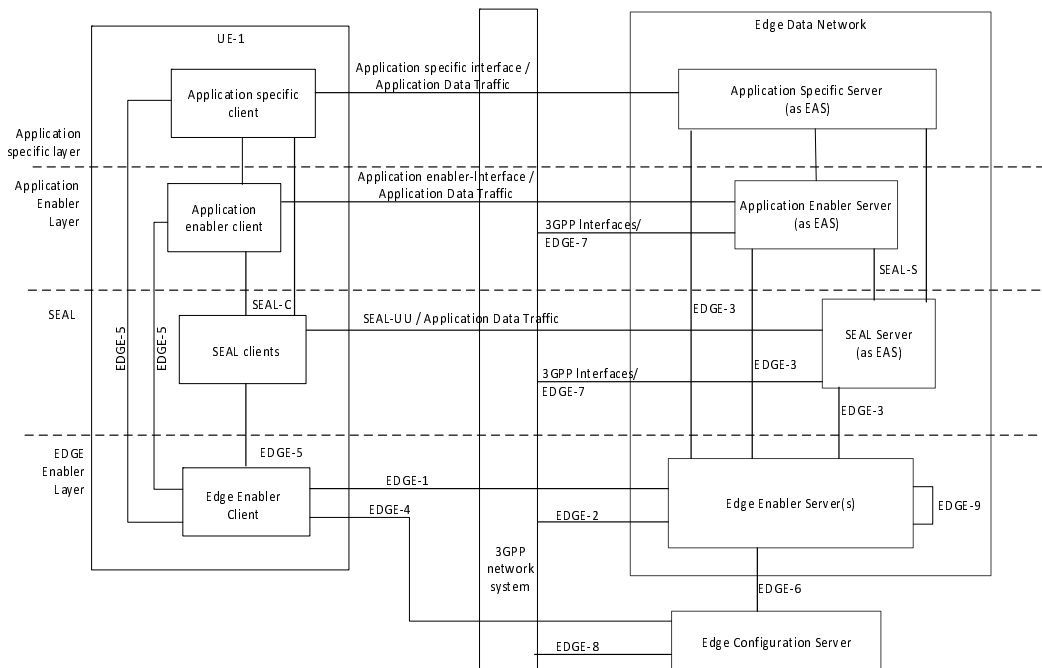 Edge Data Network
UE-1
Application specific interface /
Application Data Traffic
Application specific
client
Application Specific Server
(as EAS)
Application
specific layer
Application
Enabler
Layer
Application enabler-Interface /
Application Data Traffic
Application
enabler client
Application Enabler Server
(as EAS)
3GPP Interfaces/
EDGE-7
SEAL-S
SEAL
SEAL-C
EDGE-3
SEAL-UU / Application Data Traffic
EDGE-5
EDGE-5
SEAL clients
SEAL Server
(as EAS)
EDGE-3
3GPP Interfaces/
EDGE-7
EDGE-3
EDGE
Enabler
Layer
EDGE-5
EDGE-1
Edge Enabler
Client
EDGE-4
EDGE-2
Edge Enabler Server(s)
EDGE-9
3GPP
network
system
EDGE-6
EDGE-8
Edge Configuration Server